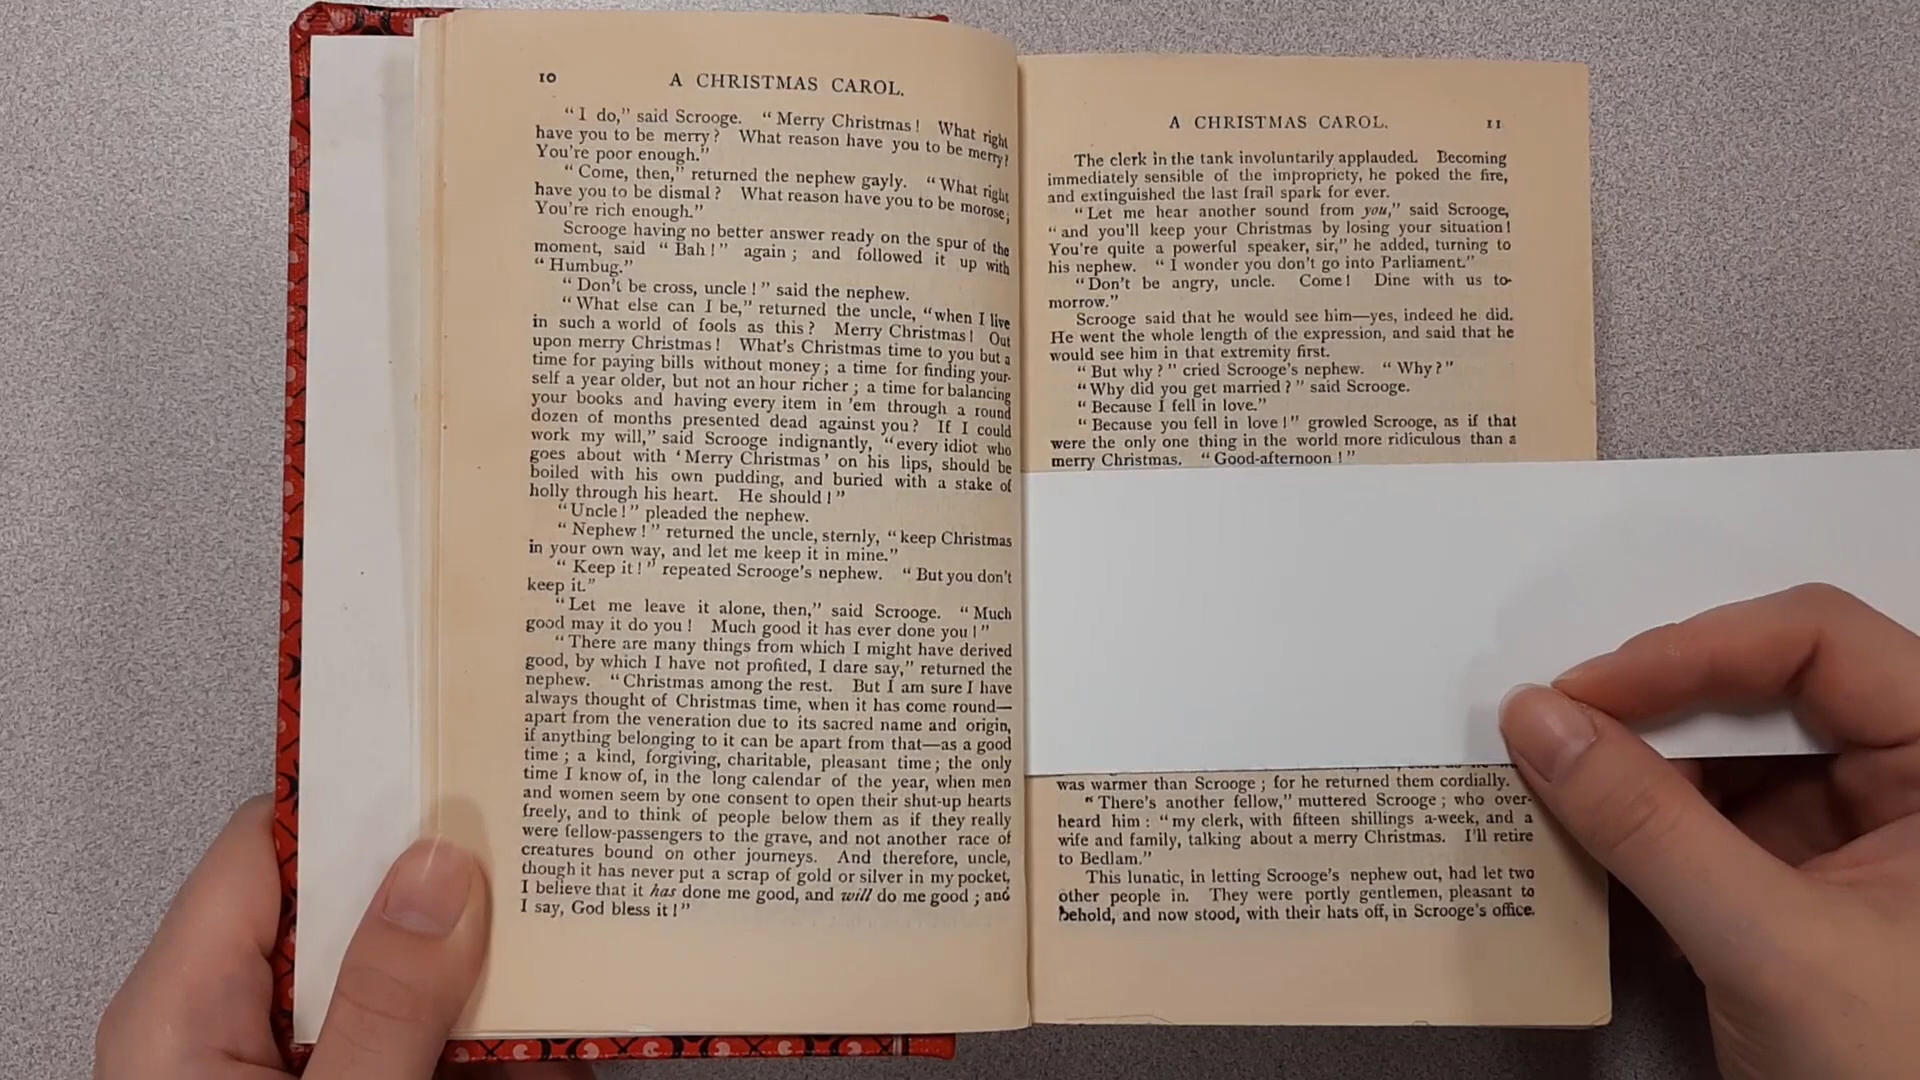 10
A CHRISTMAS CAROL.
“I do,” said Scrooge. “Merry Christmas! What right
have you to be merry? What reason have you to be merry?
You're poor enough.”
“Come, then,” returned the nephew gayly. “What right
have you to be dismal? What reason have you to be morose;
You're rich enough.”
Scrooge having no better answer ready on the spur of the
moment, said “Bah!” again; and followed it up with
“Humbug.”
“Don't be cross, uncle!” said the nephew.
“What else can I be,” returned the uncle, “when I live
in such a world of fools as this? Merry Christmas! Out
upon merry Christmas! What's Christmas time to you but a
time for paying bills without money; a time for finding your-
self a year older, but not an hour richer; a time for balancing
your books and having every item in 'em through a round
dozen of months presented dead against you? If I could
work my will,” said Scrooge indignantly, “every idiot who
goes about with ‘Merry Christmas’ on his lips, should be
boiled with his own pudding, and buried with a stake of
holly through his heart. He should!”
“Uncle!” pleaded the nephew.
“Nephew!” returned the uncle, sternly, “keep Christmas
in your own way, and let me keep it in mine.”
“Keep it!” repeated Scrooge's nephew. “But you don't
keep it.”
“Let me leave it alone, then,” said Scrooge. “Much
good may it do you! Much good it has ever done you!”
“There are many things from which I might have derived
good, by which I have not profited, I dare say,” returned the
nephew. “Christmas among the rest. But I am sure I have
always thought of Christmas time, when it has come round—
apart from the veneration due to its sacred name and origin,
if anything belonging to it can be apart from that—as a good
time; a kind, forgiving, charitable, pleasant time; the only
time I know of, in the long calendar of the year, when men
and women seem by one consent to open their shut-up hearts
freely, and to think of people below them as if they really
were fellow-passengers to the grave, and not another race of
creatures bound on other journeys. And therefore, uncle,
though it has never put a scrap of gold or silver in my pocket,
I believe that it has done me good, and will do me good; and
I say, God bless it!”
A CHRISTMAS CAROL.
11
The clerk in the tank involuntarily applauded. Becoming
immediately sensible of the impropriety, he poked the fire,
and extinguished the last frail spark for ever.
“Let me hear another sound from you,” said Scrooge,
“and you'll keep your Christmas by losing your situation!
You're quite a powerful speaker, sir,” he added, turning to
his nephew. “I wonder you don't go into Parliament.”
“Don't be angry, uncle. Come! Dine with us to-
morrow.”
Scrooge said that he would see him—yes, indeed he did.
He went the whole length of the expression, and said that he
would see him in that extremity first.
“But why?” cried Scrooge's nephew. “Why?”
“Why did you get married?” said Scrooge.
“Because I fell in love.”
“Because you fell in love!” growled Scrooge, as if that
were the only one thing in the world more ridiculous than a
merry Christmas. “Good-afternoon!”
was warmer than Scrooge; for he returned them cordially.
“There's another fellow,” muttered Scrooge; who over-
heard him: “my clerk, with fifteen shillings a-week, and a
wife and family, talking about a merry Christmas. I'll retire
to Bedlam.”
This lunatic, in letting Scrooge's nephew out, had let two
other people in. They were portly gentlemen, pleasant to
behold, and now stood, with their hats off, in Scrooge's office.